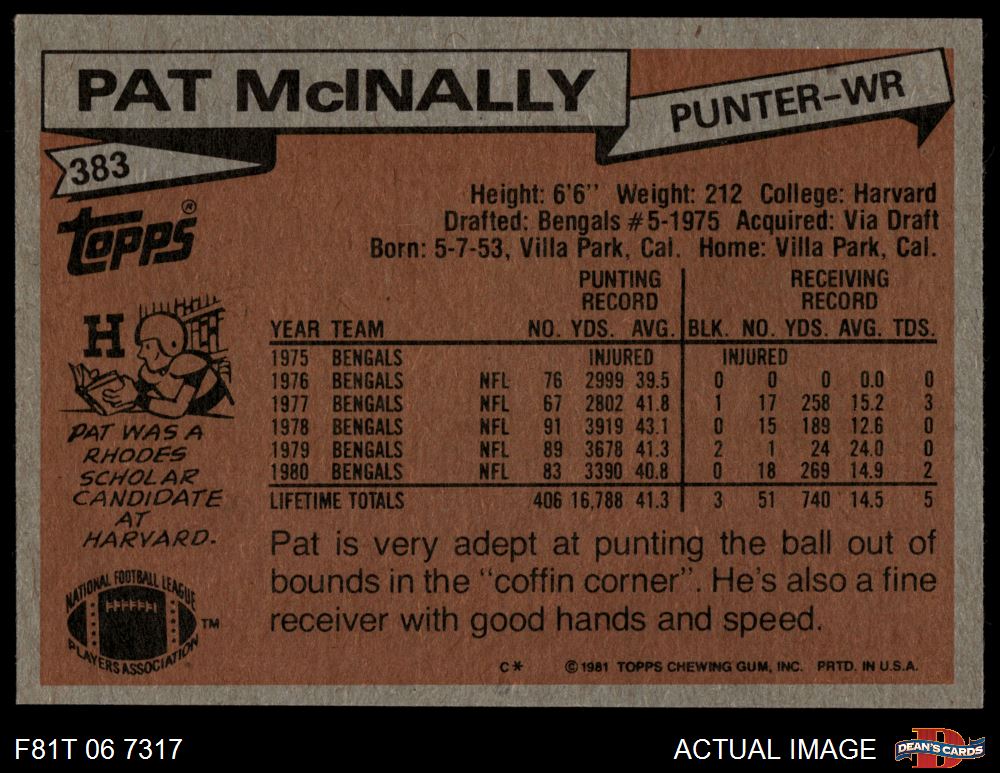 PAT McINALLY
PUNTER-WR
383
topps®
Height: 6'6'' Weight: 212 College: Harvard
Drafted: Bengals #5-1975 Acquired: Via Draft
Born: 5-7-53, Villa Park, Cal. Home: Villa Park, Cal.
PUNTING RECEIVING
RECORD RECORD
YEAR TEAM NO. YDS. AVG. BLK. NO. YDS. AVG. TDS.
1975 BENGALS INJURED INJURED
1976 BENGALS NFL 76 2999 39.5 0 0 0 0.0 0
1977 BENGALS NFL 67 2802 41.8 1 17 258 15.2 3
1978 BENGALS NFL 91 3919 43.1 0 15 189 12.6 0
1979 BENGALS NFL 89 3678 41.3 2 1 24 24.0 0
1980 BENGALS NFL 83 3390 40.8 0 18 269 14.9 2
LIFETIME TOTALS 406 16,788 41.3 3 51 740 14.5 5
H
PAT WAS A
RHODES
SCHOLAR
CANDIDATE
AT
HARVARD.
Pat is very adept at punting the ball out of
bounds in the "coffin corner". He's also a fine
receiver with good hands and speed.
NATIONAL FOOTBALL LEAGUE
PLAYERS ASSOCIATION
TM
C* ©1981 TOPPS CHEWING GUM, INC. PRTD. IN U.S.A.
F81T 06 7317
ACTUAL IMAGE
D
DEAN'S CARDS